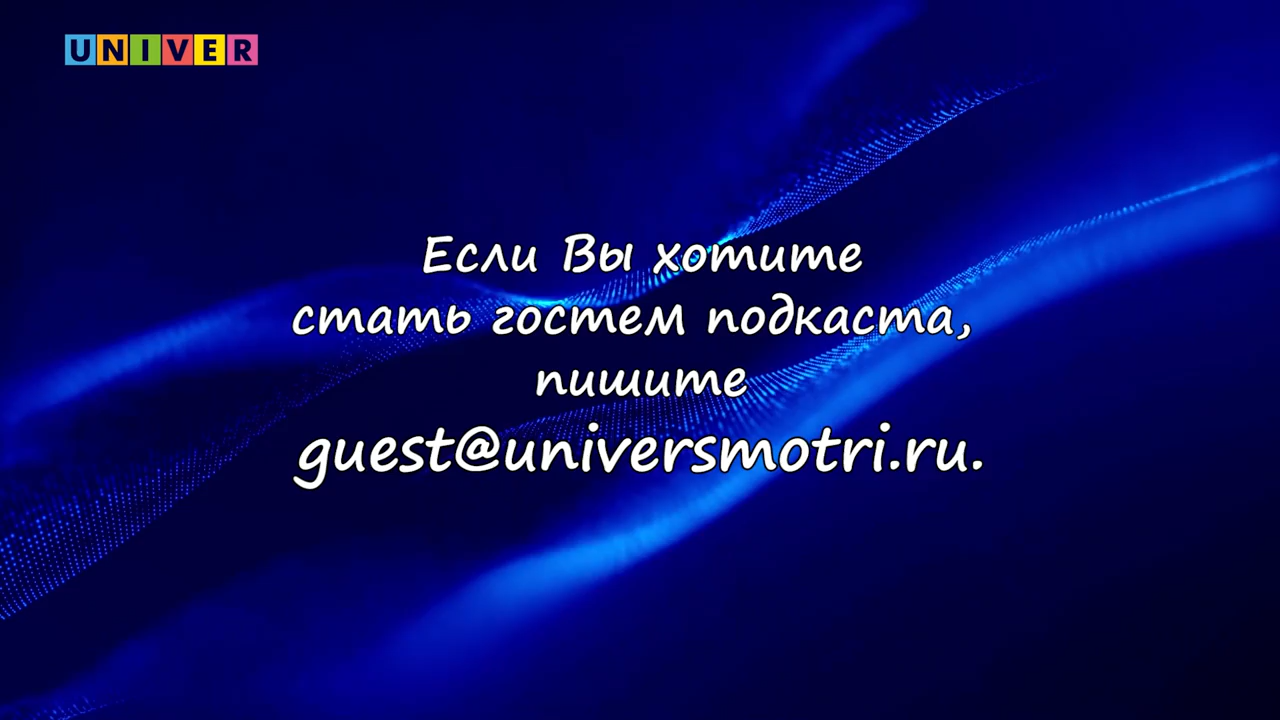 UNIVER
Если Вы хотите
стать гостем подкаста,
пишите
guest@universmotri.ru.